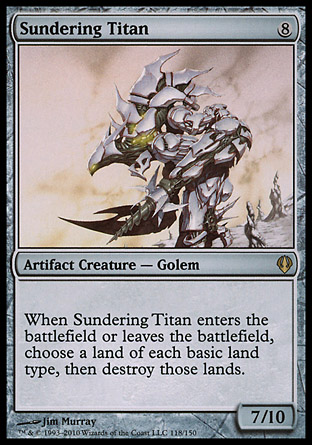 Sundering Titan 8
Artifact Creature — Golem
When Sundering Titan enters the
battlefield or leaves the battlefield,
choose a land of each basic land
type, then destroy those lands.
Jim Murray
™ & © 1993–2010 Wizards of the Coast LLC 118/150
7/10